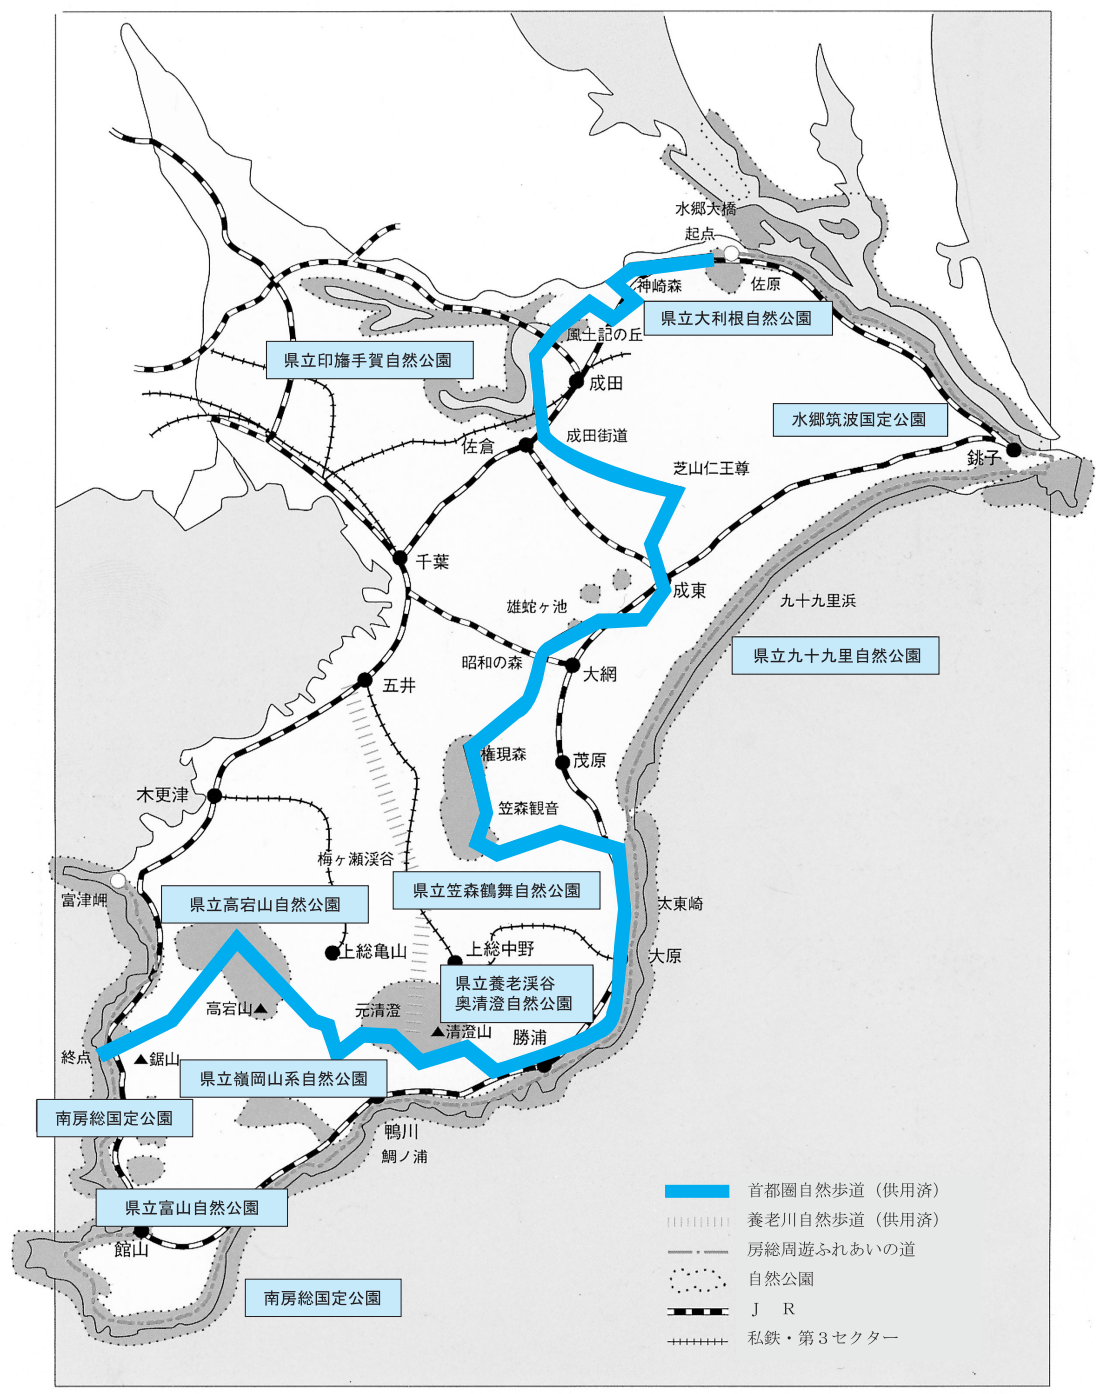 水郷大橋
起点
神崎森
佐原
県立大利根自然公園
風土記の丘
県立印旛手賀自然公園
成田
水郷筑波国定公園
成田街道
佐倉
銚子
芝山仁王尊
千葉
成東
雄蛇ヶ池
九十九里浜
県立九十九里自然公園
昭和の森
大網
五井
権現森
茂原
木更津
笠森観音
梅ヶ瀬渓谷
県立笠森鶴舞自然公園
富津岬
県立高宕山自然公園
太東崎
上総亀山
上総中野
大原
県立養老渓谷
奥清澄自然公園
高宕山
元清澄
清澄山
勝浦
終点
鋸山
県立嶺岡山系自然公園
南房総国定公園
鴨川
鯛ノ浦
県立富山自然公園
館山
南房総国定公園
首都圏自然歩道（供用済）
養老川自然歩道（供用済）
房総周遊ふれあいの道
自然公園
ＪＲ
私鉄・第３セクター